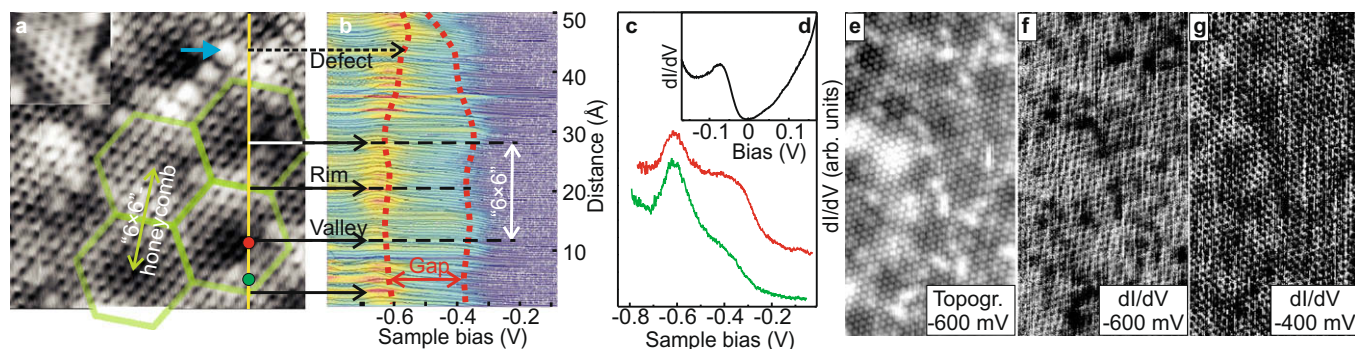 a
"6×6"
honeycomb
b
Defect
Rim
Valley
Gap
"6×6"
50
40
30
20
10
Distance (Å)
-0.6 -0.4 -0.2
Sample bias
(V)
c
d
dI/dV
-0.1 0 0.1
Bias (V)
dI/dV (arb. units)
-0.8 -0.6 -0.4 -0.2 0
Sample bias (V)
e
Topogr.
-600 mV
f
dI/dV
-600 mV
g
dI/dV
-400 mV